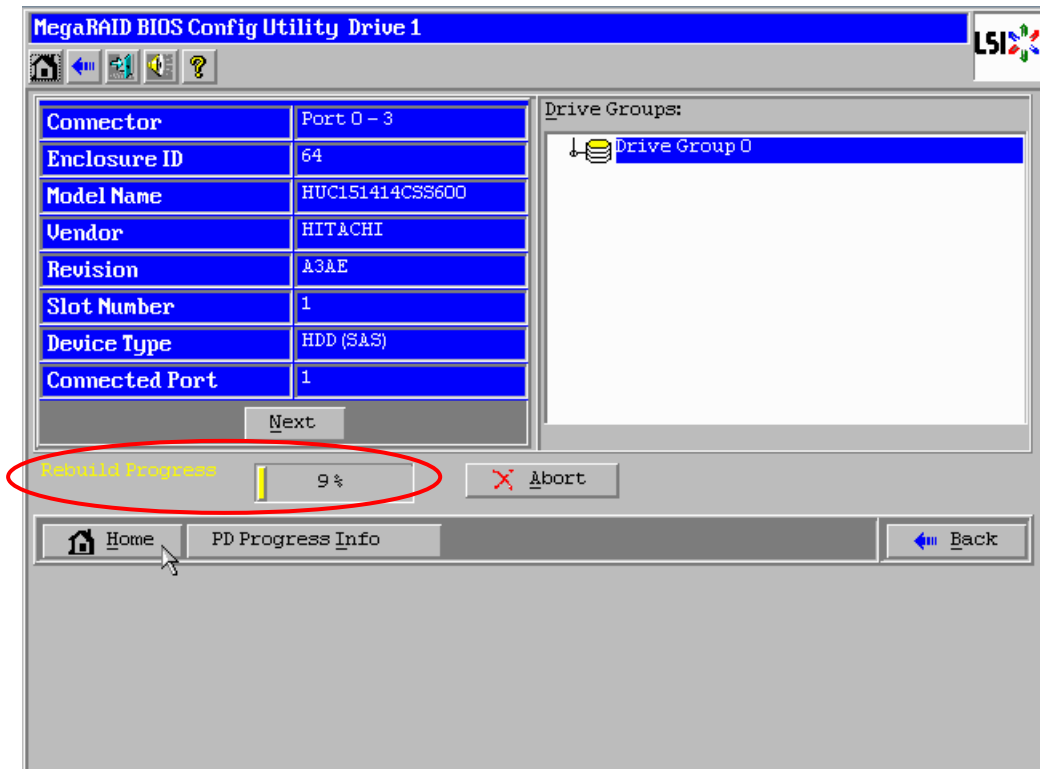 MegaRAID BIOS Config Utility Drive 1
LSI
?
Connector Port 0 – 3
Enclosure ID 64
Model Name HUC151414CSS600
Vendor HITACHI
Revision A3AE
Slot Number 1
Device Type HDD (SAS)
Connected Port 1
Next
Drive Groups:
Drive Group 0
Rebuild Progress 9 % Abort
Home PD Progress Info Back